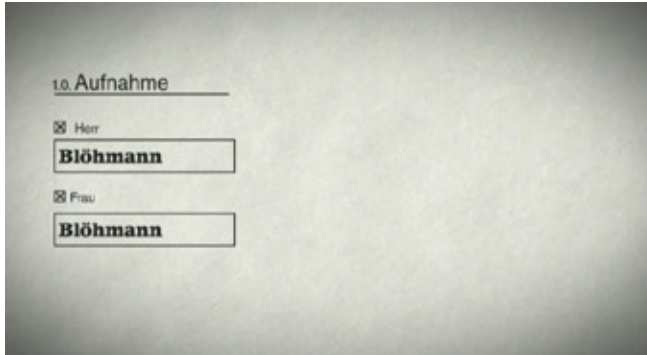 1.0. Aufnahme
☒ Herr
Blöhmann
☒ Frau
Blöhmann